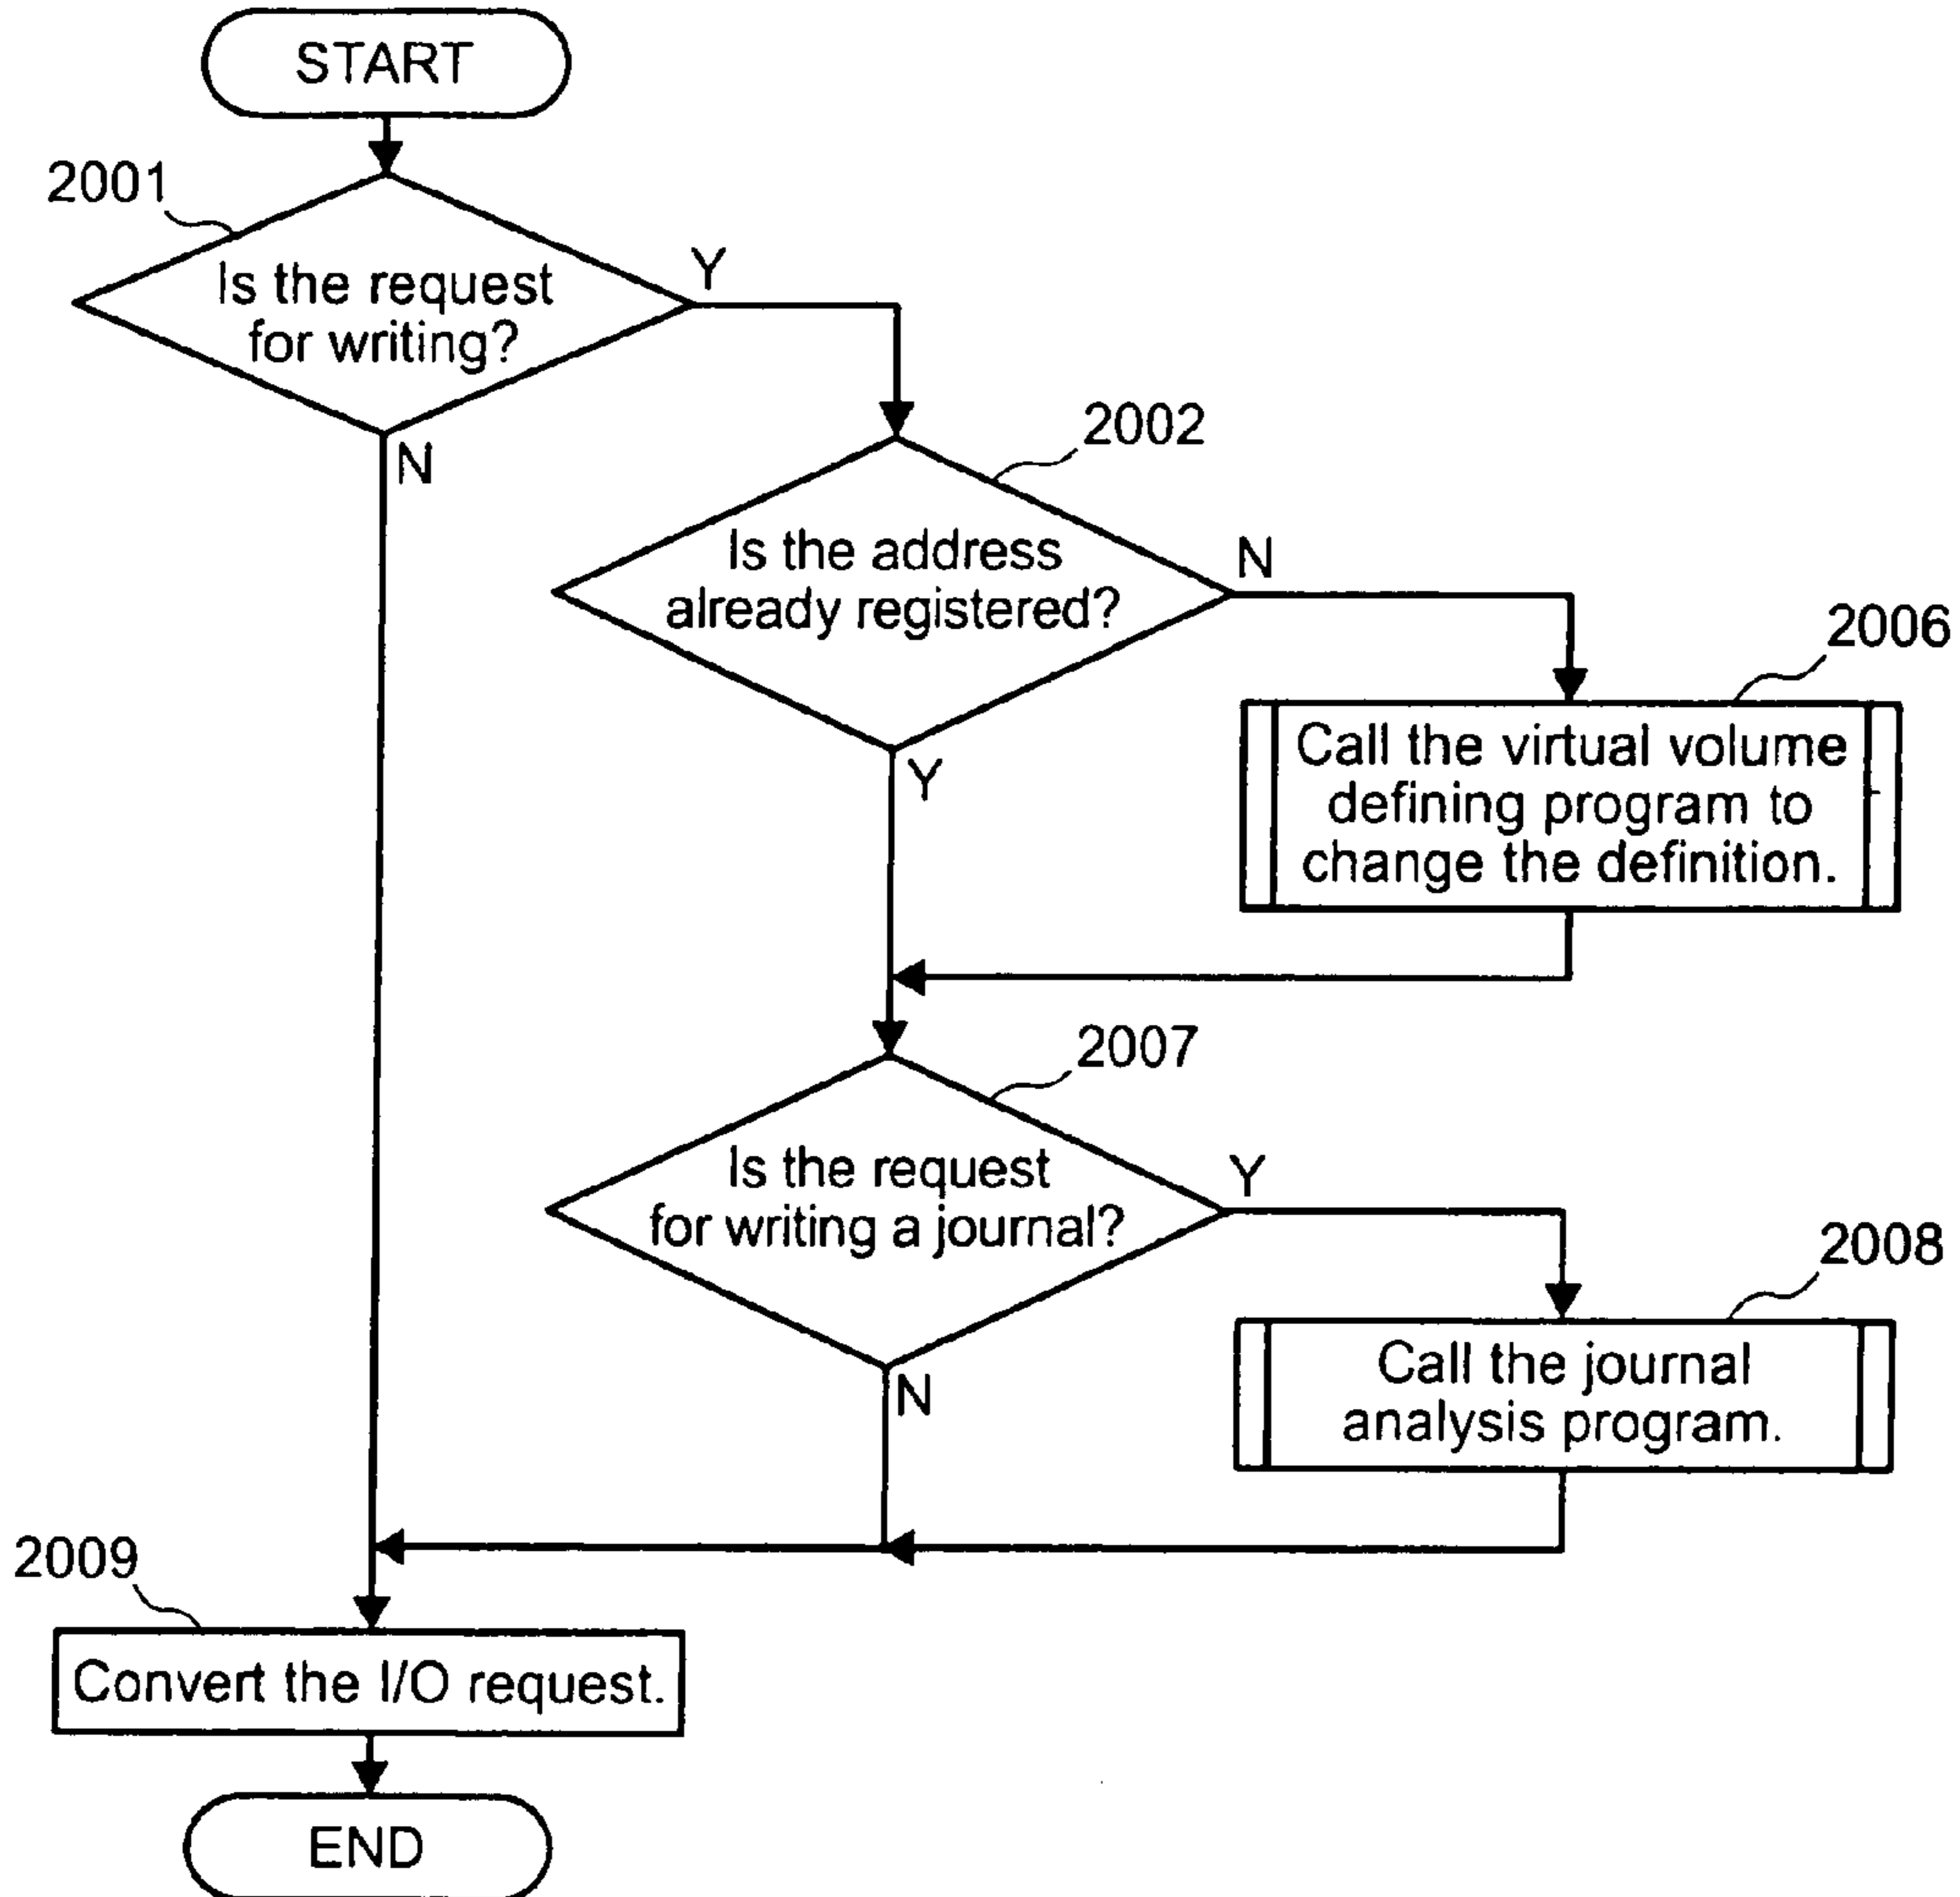 START
2001
Is the request
for writing?
Y
N
2002
Is the address
already registered?
N
Y
2006
Call the virtual volume
defining program to
change the definition.
2007
Is the request
for writing a journal?
Y
N
2008
Call the journal
analysis program.
2009
Convert the I/O request.
END